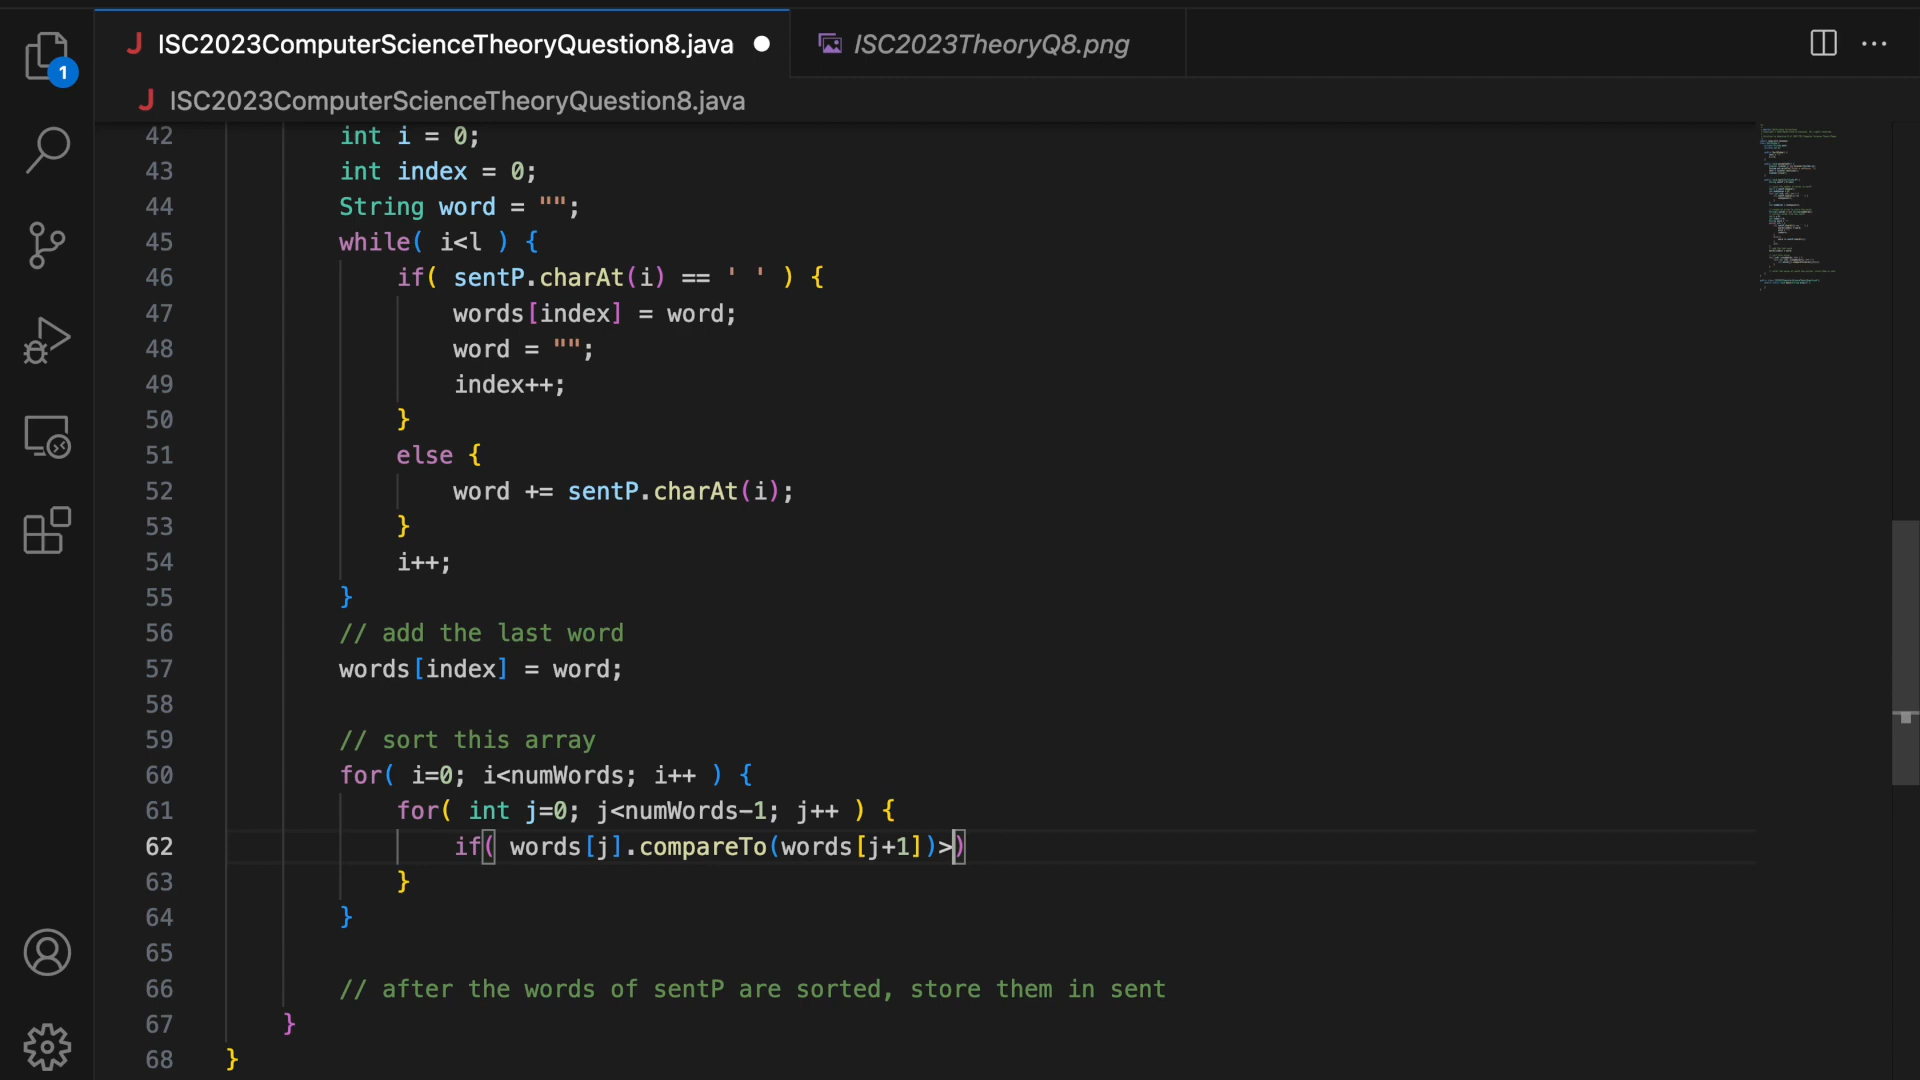 ISC2023ComputerScienceTheoryQuestion8.java
ISC2023TheoryQ8.png
1
ISC2023ComputerScienceTheoryQuestion8.java
42 int i = 0;
43 int index = 0;
44 String word = "";
45 while( i<l ) {
46 if( sentP.charAt(i) == ' ' ) {
47 words[index] = word;
48 word = "";
49 index++;
50 }
51 else {
52 word += sentP.charAt(i);
53 }
54 i++;
55 }
56 // add the last word
57 words[index] = word;
58
59 // sort this array
60 for( i=0; i<numWords; i++ ) {
61 for( int j=0; j<numWords-1; j++ ) {
62 if( words[j].compareTo(words[j+1])>)
63 }
64 }
65
66 // after the words of sentP are sorted, store them in sent
67 }
68 }